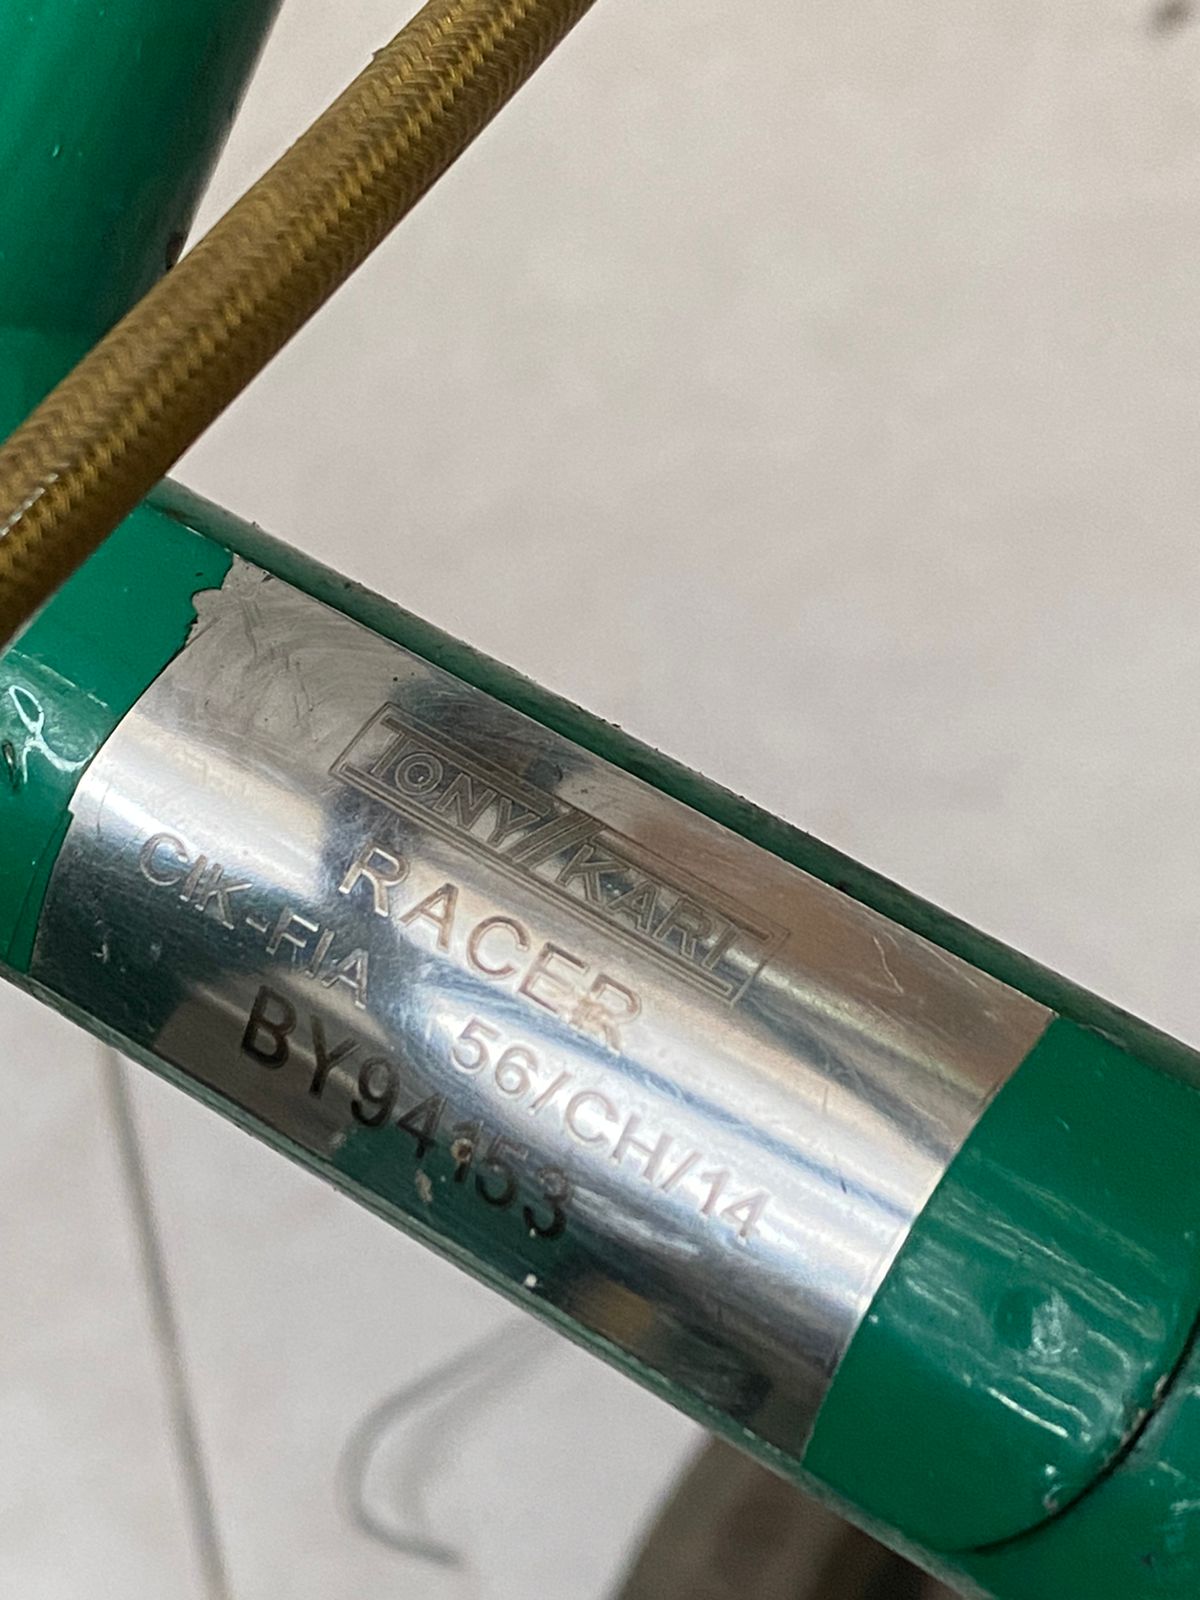 TONY KART
RACER
CIK-FIA 56/CH/14
BY94153